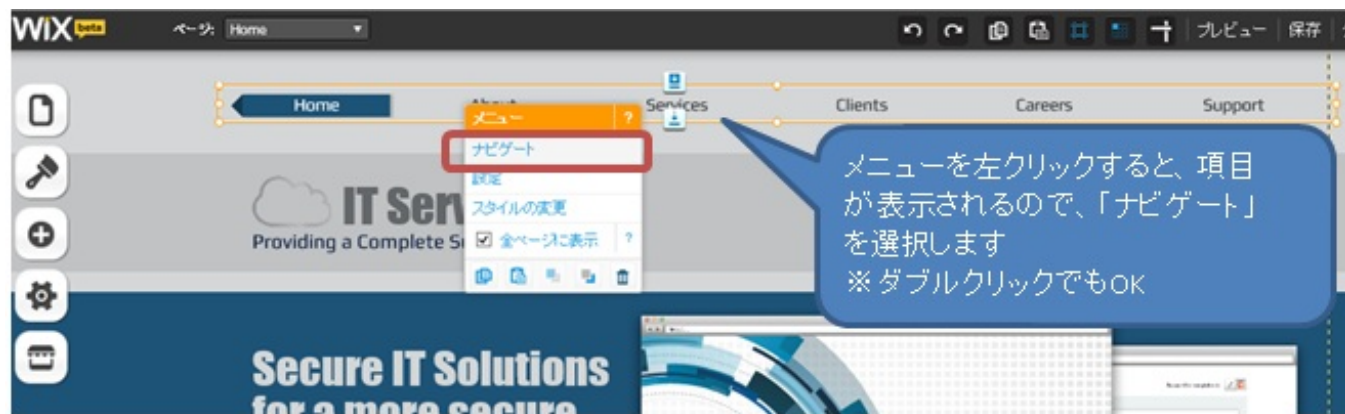 WiX beta
ページ: Home
プレビュー
保存
Home
Services
Clients
Careers
Support
メニュー ?
ナビゲート
設定
スタイルの変更
全ページに表示 ?
メニューを左クリックすると、項目
が表示されるので、「ナビゲート」
を選択します
※ダブルクリックでもOK
IT Serv
Providing a Complete S
Secure IT Solutions
for a more secure